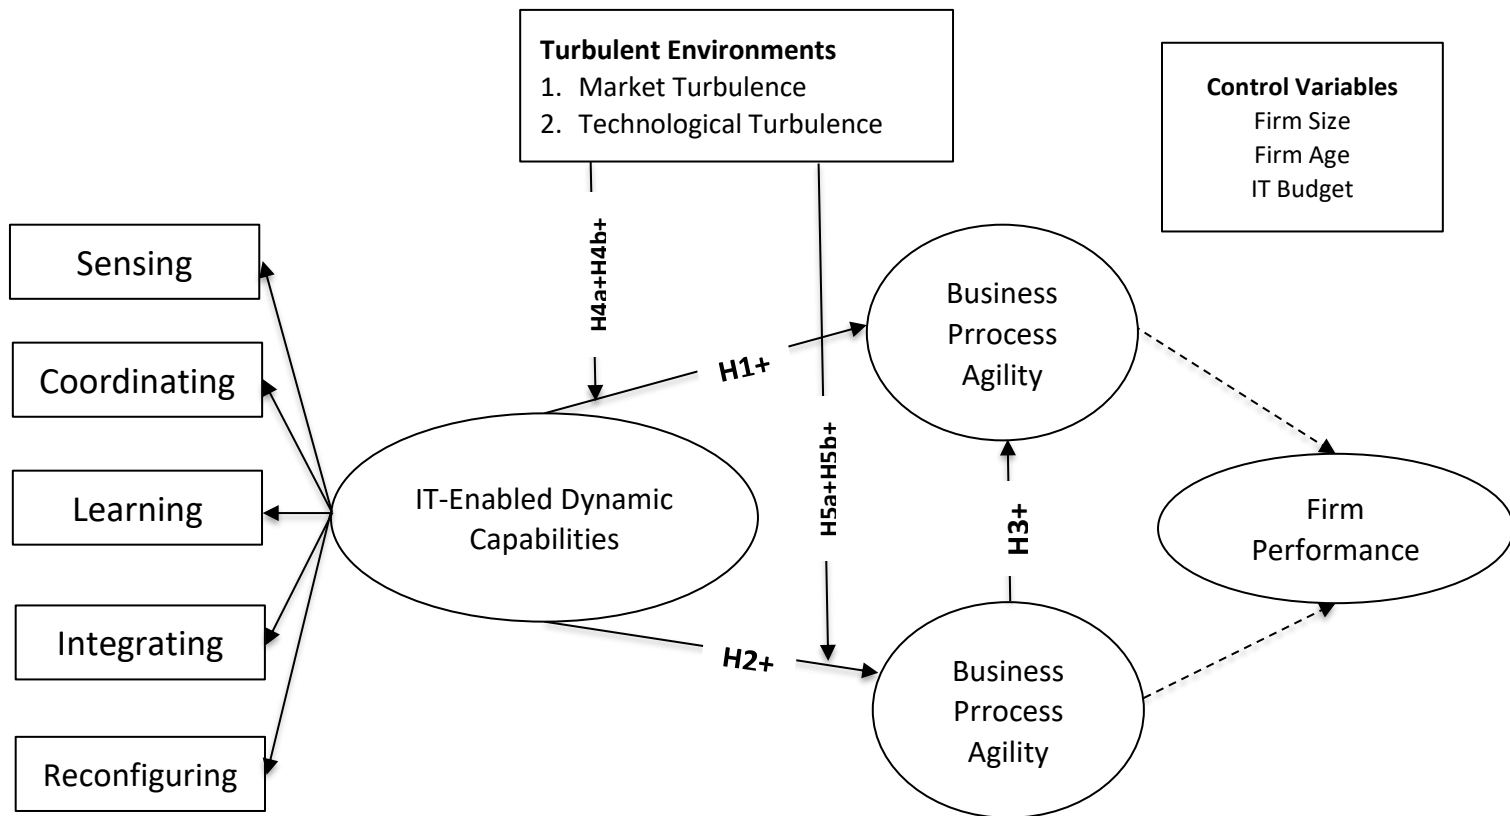 Turbulent Environments
1. Market Turbulence
2. Technological Turbulence
Control Variables
Firm Size
Firm Age
IT Budget
Sensing
Coordinating
Learning
Integrating
Reconfiguring
H4a+H4b+
H1+
IT-Enabled Dynamic
Capabilities
H5a+H5b+
H2+
Business
Prrocess
Agility
H3+
Business
Prrocess
Agility
Firm
Performance